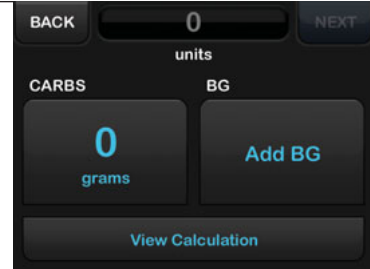 BACK 0 NEXT
units
CARBS BG
0 Add BG
grams
View Calculation